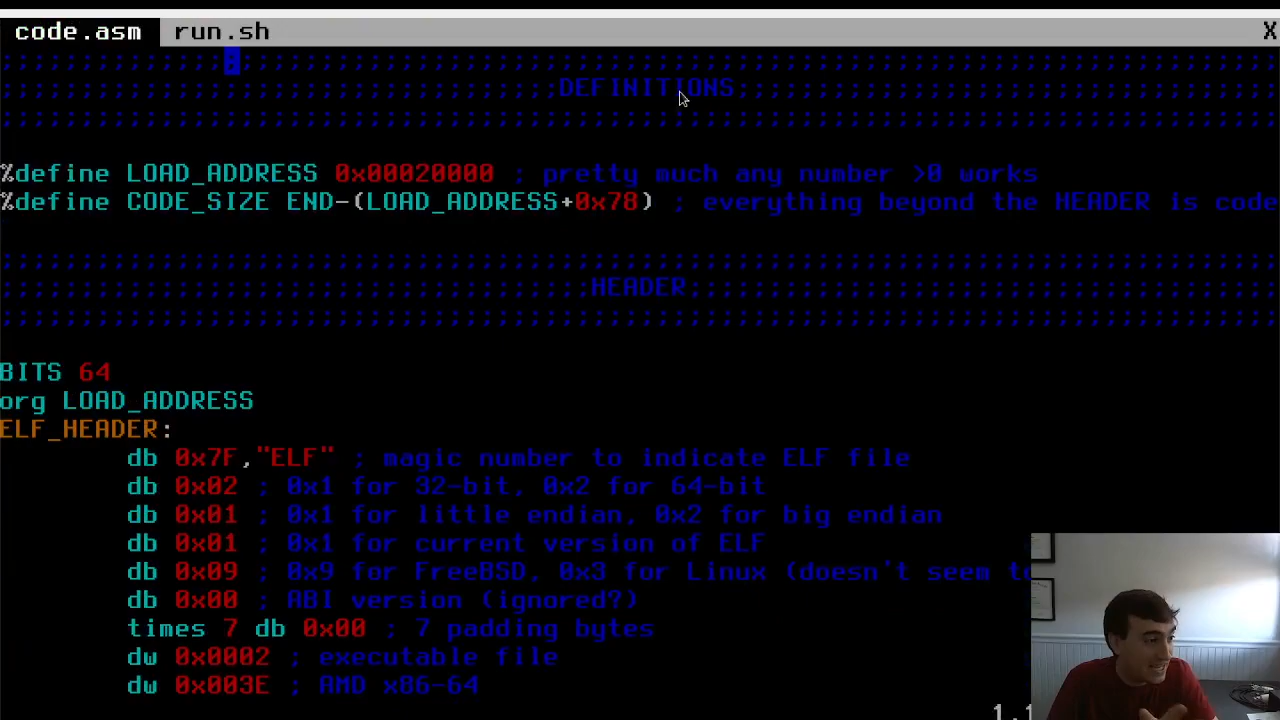 code.asm run.sh X
;;;;;;;;;;;;;;;;;;;;;;;;;;;;;;;;;;;;;;;;;;;;;;;;;;;;;;;;;;;;;;;;;;;;;;;;;;;;;;;;
;;;;;;;;;;;;;;;;;;;;;;;;;;;;;;;;;;;DEFINITIONS;;;;;;;;;;;;;;;;;;;;;;;;;;;;;;;;;;
;;;;;;;;;;;;;;;;;;;;;;;;;;;;;;;;;;;;;;;;;;;;;;;;;;;;;;;;;;;;;;;;;;;;;;;;;;;;;;;;
%define LOAD_ADDRESS 0x00020000 ; pretty much any number >0 works
%define CODE_SIZE END-(LOAD_ADDRESS+0x78) ; everything beyond the HEADER is code
;;;;;;;;;;;;;;;;;;;;;;;;;;;;;;;;;;;;;;;;;;;;;;;;;;;;;;;;;;;;;;;;;;;;;;;;;;;;;;;;
;;;;;;;;;;;;;;;;;;;;;;;;;;;;;;;;;;;;;HEADER;;;;;;;;;;;;;;;;;;;;;;;;;;;;;;;;;;;;;
;;;;;;;;;;;;;;;;;;;;;;;;;;;;;;;;;;;;;;;;;;;;;;;;;;;;;;;;;;;;;;;;;;;;;;;;;;;;;;;;
BITS 64
org LOAD_ADDRESS
ELF_HEADER:
db 0x7F,"ELF" ; magic number to indicate ELF file
db 0x02 ; 0x1 for 32-bit, 0x2 for 64-bit
db 0x01 ; 0x1 for little endian, 0x2 for big endian
db 0x01 ; 0x1 for current version of ELF
db 0x09 ; 0x9 for FreeBSD, 0x3 for Linux (doesn't seem
db 0x00 ; ABI version (ignored?)
times 7 db 0x00 ; 7 padding bytes
dw 0x0002 ; executable file
dw 0x003E ; AMD x86-64